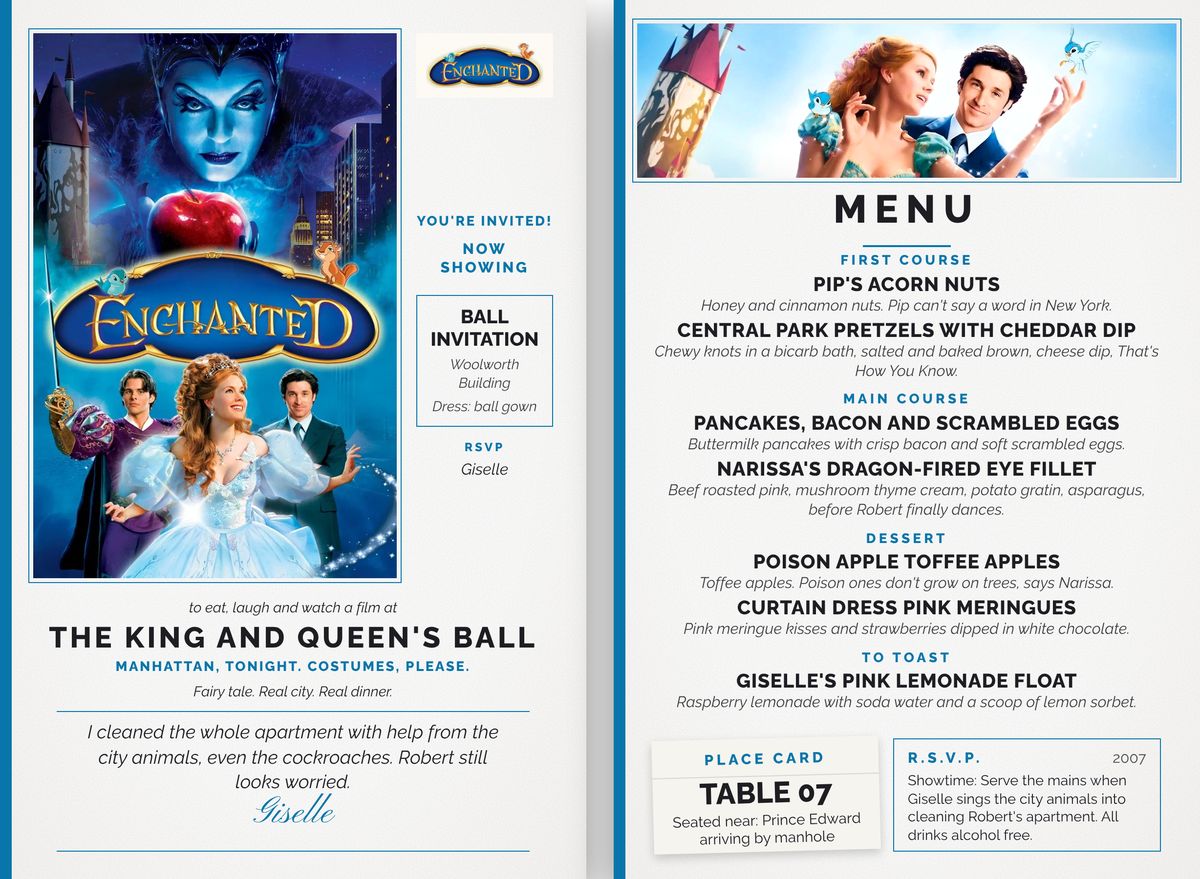 ENCHANTED
ENCHANTED
YOU'RE INVITED!
NOW
SHOWING
BALL
INVITATION
Woolworth
Building
Dress: ball gown
RSVP
Giselle
to eat, laugh and watch a film at
THE KING AND QUEEN'S BALL
MANHATTAN, TONIGHT. COSTUMES, PLEASE.
Fairy tale. Real city. Real dinner.
I cleaned the whole apartment with help from the
city animals, even the cockroaches. Robert still
looks worried.
Giselle
MENU
FIRST COURSE
PIP'S ACORN NUTS
Honey and cinnamon nuts. Pip can't say a word in New York.
CENTRAL PARK PRETZELS WITH CHEDDAR DIP
Chewy knots in a bicarb bath, salted and baked brown, cheese dip, That's
How You Know.
MAIN COURSE
PANCAKES, BACON AND SCRAMBLED EGGS
Buttermilk pancakes with crisp bacon and soft scrambled eggs.
NARISSA'S DRAGON-FIRED EYE FILLET
Beef roasted pink, mushroom thyme cream, potato gratin, asparagus,
before Robert finally dances.
DESSERT
POISON APPLE TOFFEE APPLES
Toffee apples. Poison ones don't grow on trees, says Narissa.
CURTAIN DRESS PINK MERINGUES
Pink meringue kisses and strawberries dipped in white chocolate.
TO TOAST
GISELLE'S PINK LEMONADE FLOAT
Raspberry lemonade with soda water and a scoop of lemon sorbet.
PLACE CARD
TABLE 07
Seated near: Prince Edward
arriving by manhole
R.S.V.P. 2007
Showtime: Serve the mains when
Giselle sings the city animals into
cleaning Robert's apartment. All
drinks alcohol free.